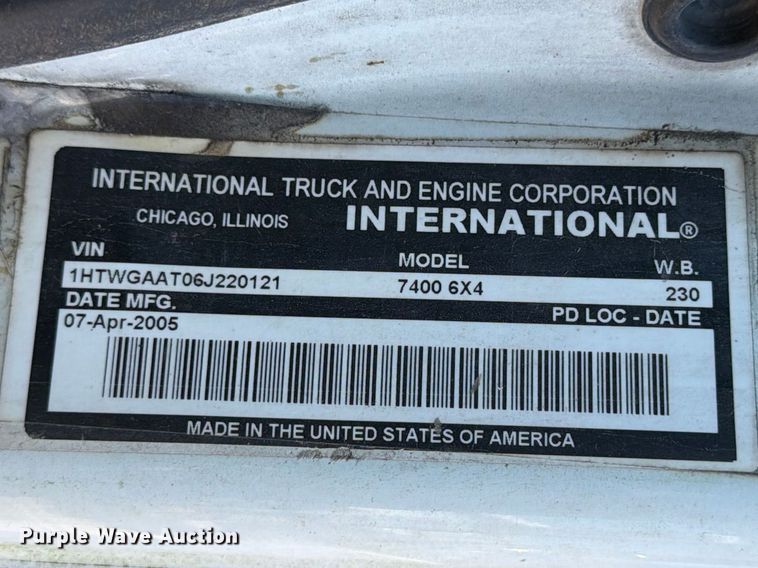 INTERNATIONAL TRUCK AND ENGINE CORPORATION
CHICAGO, ILLINOIS INTERNATIONAL®
VIN MODEL W.B.
1HTWGAAT06J220121 7400 6X4 230
DATE MFG. PD LOC - DATE
07-Apr-2005
MADE IN THE UNITED STATES OF AMERICA
Purple Wave Auction